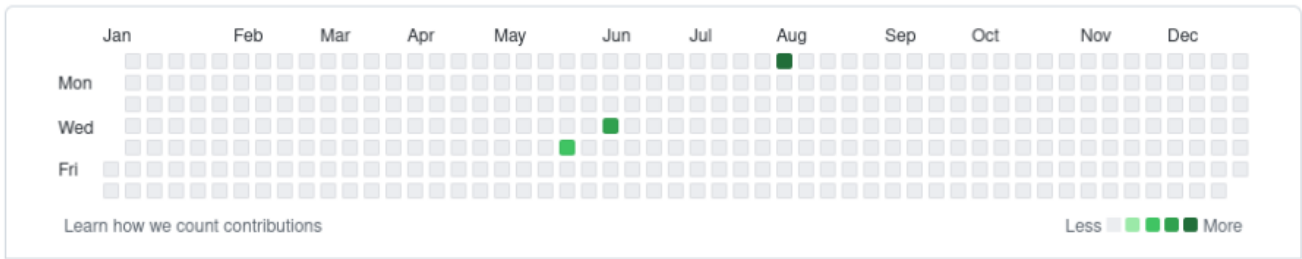 Jan Feb Mar Apr May Jun Jul Aug Sep Oct Nov Dec
Mon
Wed
Fri
Learn how we count contributions
Less More